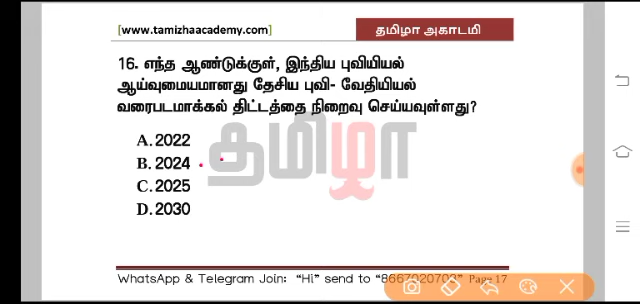 [www.tamizhaacademy.com] தமிழா அகாடமி
16. எந்த ஆண்டுக்குள், இந்திய புவியியல்
ஆய்வுமையமானது தேசிய புவி- வேதியியல்
வரைபடமாக்கல் திட்டத்தை நிறைவு செய்யவுள்ளது?
தமிழா
A. 2022
B. 2024
C. 2025
D. 2030
WhatsApp & Telegram Join: “Hi” send to “8667020703” Page 17